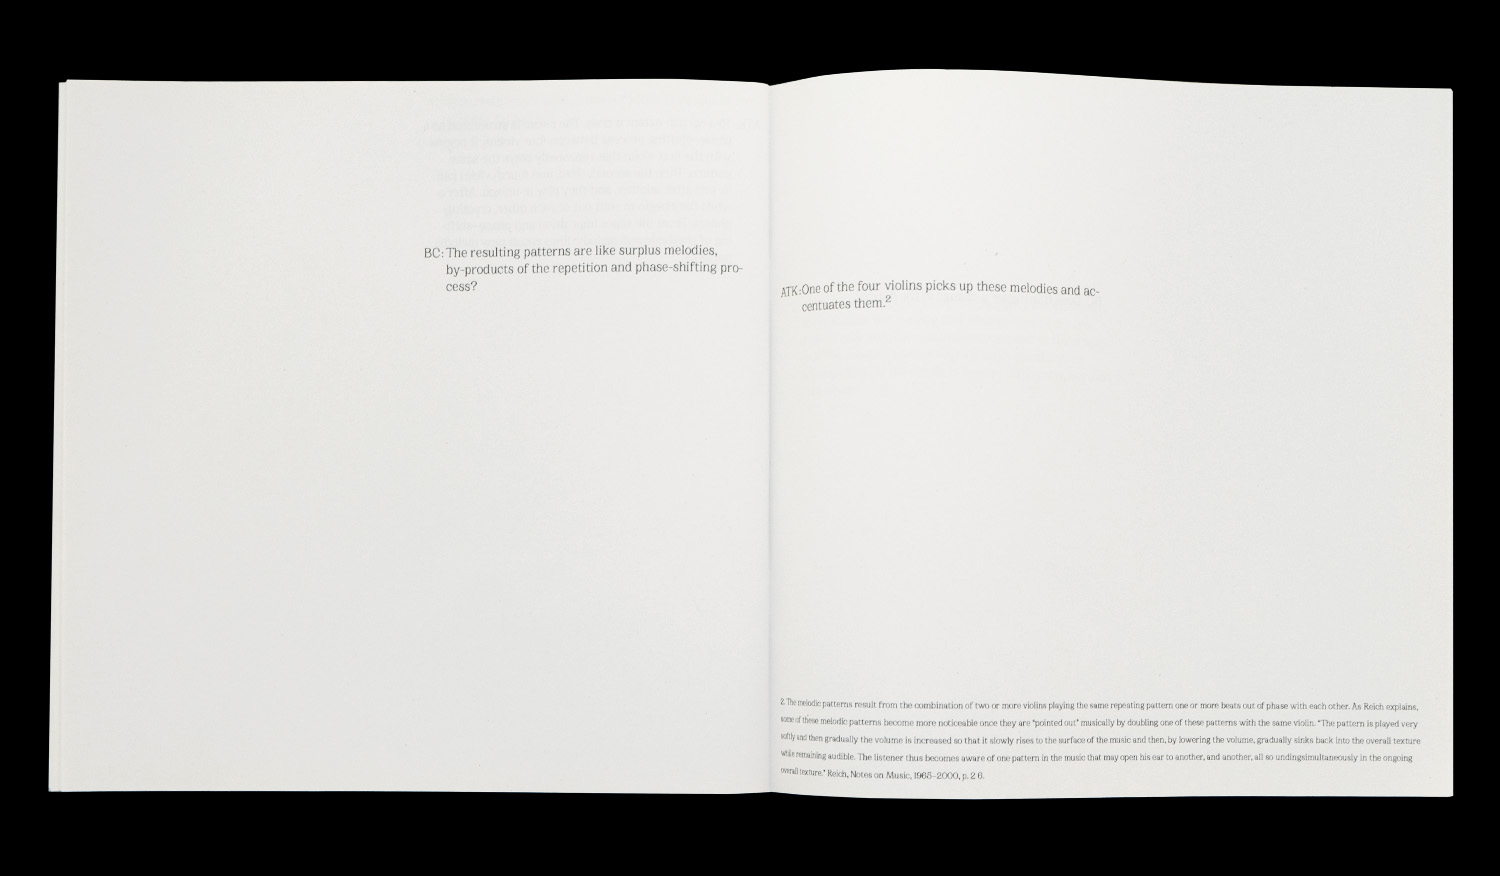 BC: The resulting patterns are like surplus melodies,
by-products of the repetition and phase-shifting pro-
cess?
ATK: One of the four violins picks up these melodies and ac-
centuates them.2
2. The melodic patterns result from the combination of two or more violins playing the same repeating pattern one or more beats out of phase with each other. As Reich explains,
some of these melodic patterns become more noticeable once they are "pointed out" musically by doubling one of these patterns with the same violin. "The pattern is played very
softly and then gradually the volume is increased so that it slowly rises to the surface of the music and then, by lowering the volume, gradually sinks back into the overall texture
while remaining audible. The listener thus becomes aware of one pattern in the music that may open his ear to another, and another, all so undingsimultaneously in the ongoing
overall texture." Reich, Notes on Music, 1965–2000, p. 2 6.